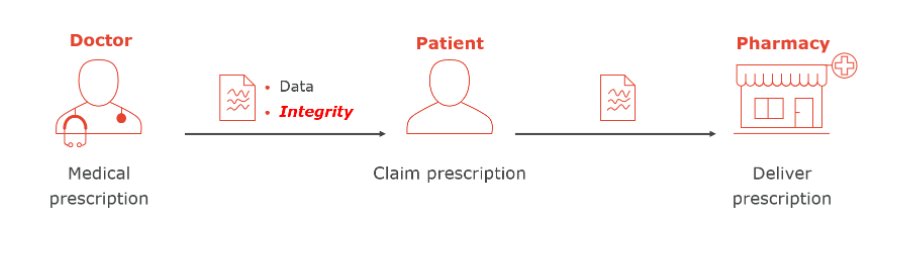 Doctor
Patient
Pharmacy
• Data
• Integrity
Medical
prescription
Claim prescription
Deliver
prescription